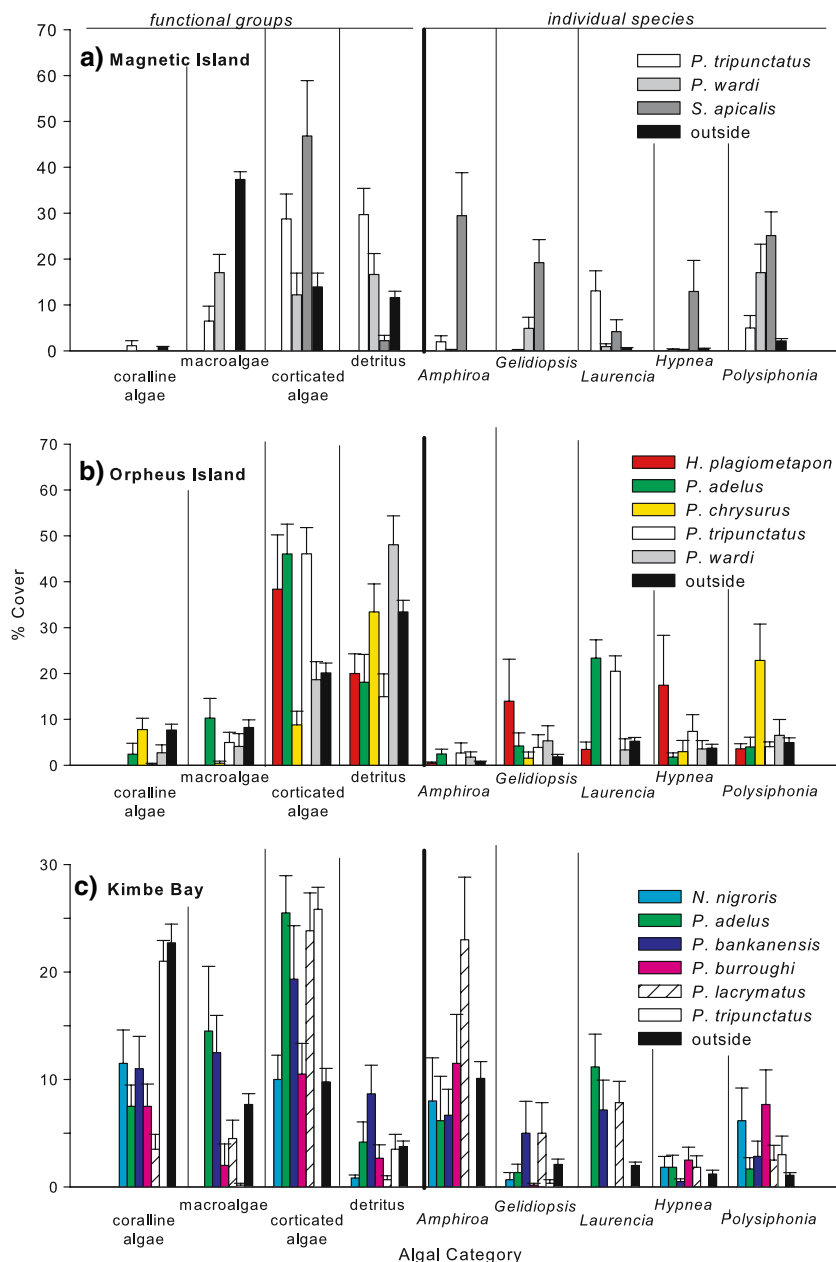 functional groups
individual species
a) Magnetic Island
P. tripunctatus
P. wardi
S. apicalis
outside
70
60
50
40
30
20
10
0
coralline algae
macroalgae
corticated algae
detritus
Amphiroa
Gelidiopsis
Laurencia
Hypnea
Polysiphonia
b) Orpheus Island
H. plagiometapon
P. adelus
P. chrysurus
P. tripunctatus
P. wardi
outside
% Cover
70
60
50
40
30
20
10
0
coralline algae
macroalgae
corticated algae
detritus
Amphiroa
Gelidiopsis
Laurencia
Hypnea
Polysiphonia
c) Kimbe Bay
N. nigroris
P. adelus
P. bankanensis
P. burroughi
P. lacrymatus
P. tripunctatus
outside
30
20
10
0
coralline algae
macroalgae
corticated algae
detritus
Amphiroa
Gelidiopsis
Laurencia
Hypnea
Polysiphonia
Algal Category